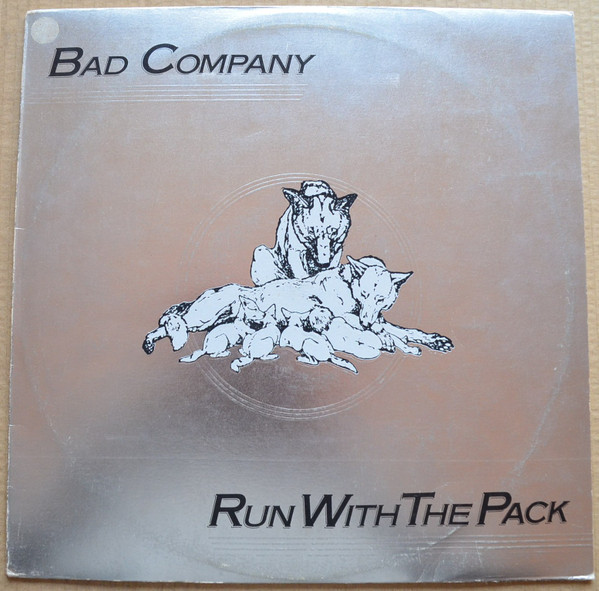 BAD COMPANY
RUN WITH THE PACK